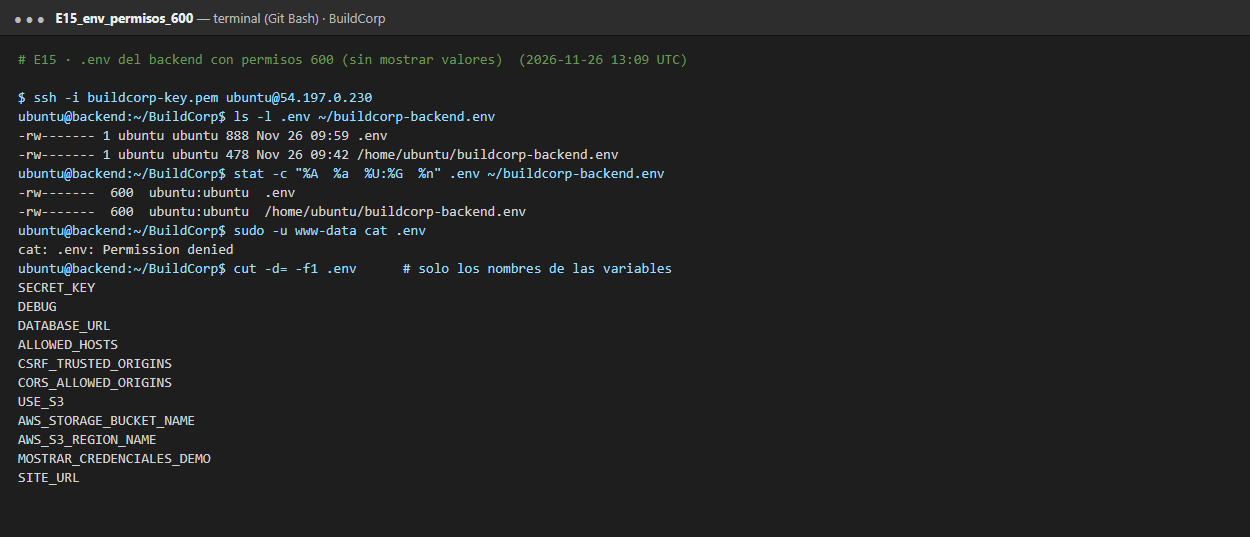 E15_env_permisos_600 — terminal (Git Bash) · BuildCorp
# E15 · .env del backend con permisos 600 (sin mostrar valores)  (2026-11-26 13:09 UTC)
$ ssh -i buildcorp-key.pem ubuntu@54.197.0.230
ubuntu@backend:~/BuildCorp$ ls -l .env ~/buildcorp-backend.env
-rw------- 1 ubuntu ubuntu 888 Nov 26 09:59 .env
-rw------- 1 ubuntu ubuntu 478 Nov 26 09:42 /home/ubuntu/buildcorp-backend.env
ubuntu@backend:~/BuildCorp$ stat -c "%A  %a  %U:%G  %n" .env ~/buildcorp-backend.env
-rw-------  600  ubuntu:ubuntu  .env
-rw-------  600  ubuntu:ubuntu  /home/ubuntu/buildcorp-backend.env
ubuntu@backend:~/BuildCorp$ sudo -u www-data cat .env
cat: .env: Permission denied
ubuntu@backend:~/BuildCorp$ cut -d= -f1 .env      # solo los nombres de las variables
SECRET_KEY
DEBUG
DATABASE_URL
ALLOWED_HOSTS
CSRF_TRUSTED_ORIGINS
CORS_ALLOWED_ORIGINS
USE_S3
AWS_STORAGE_BUCKET_NAME
AWS_S3_REGION_NAME
MOSTRAR_CREDENCIALES_DEMO
SITE_URL